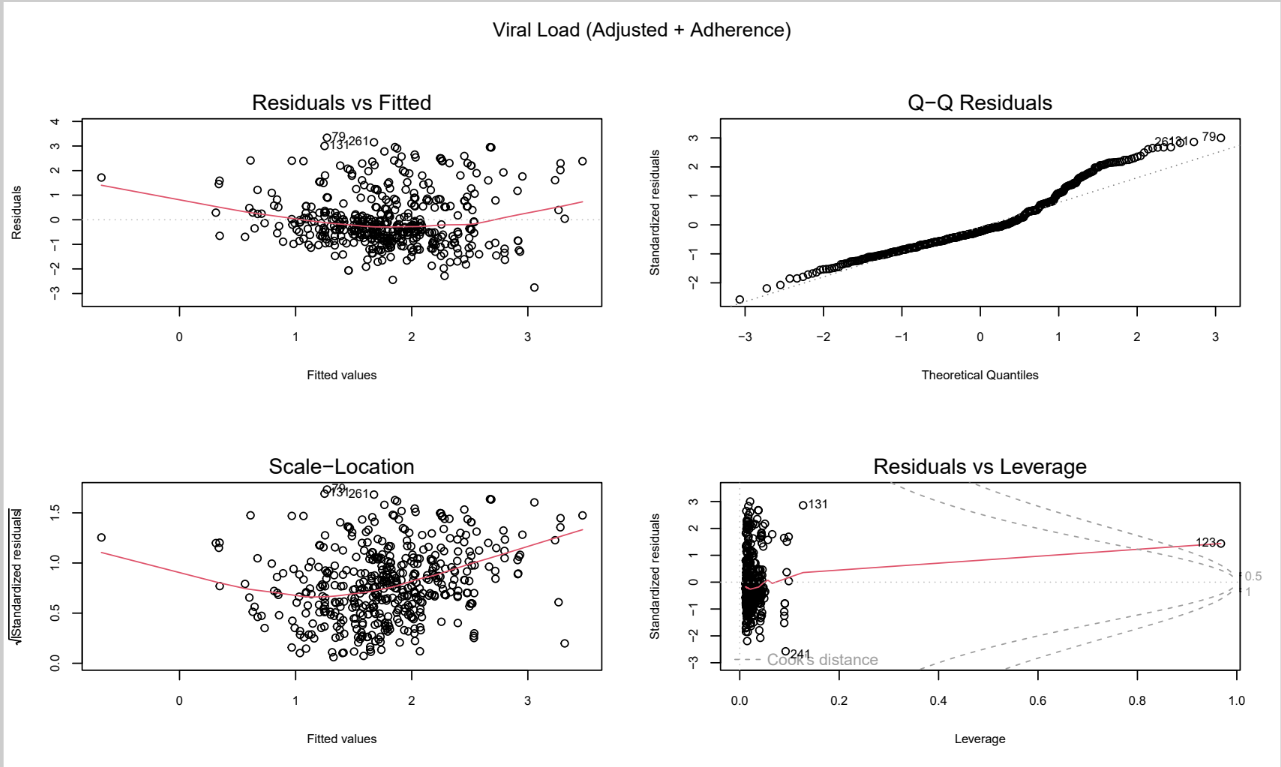 Viral Load (Adjusted + Adherence)
Residuals vs Fitted
Residuals
4
3
2
1
0
−1
−2
−3
79
131
261
0 1 2 3
Fitted values
Q−Q Residuals
Standardized residuals
3
2
1
0
−1
−2
261
131
79
−3 −2 −1 0 1 2 3
Theoretical Quantiles
Scale−Location
√|Standardized residuals|
1.5
1.0
0.5
0.0
79
131
261
0 1 2 3
Fitted values
Residuals vs Leverage
Standardized residuals
3
2
1
0
−1
−2
−3
131
123
241
0.5
1
Cook's distance
0.0 0.2 0.4 0.6 0.8 1.0
Leverage